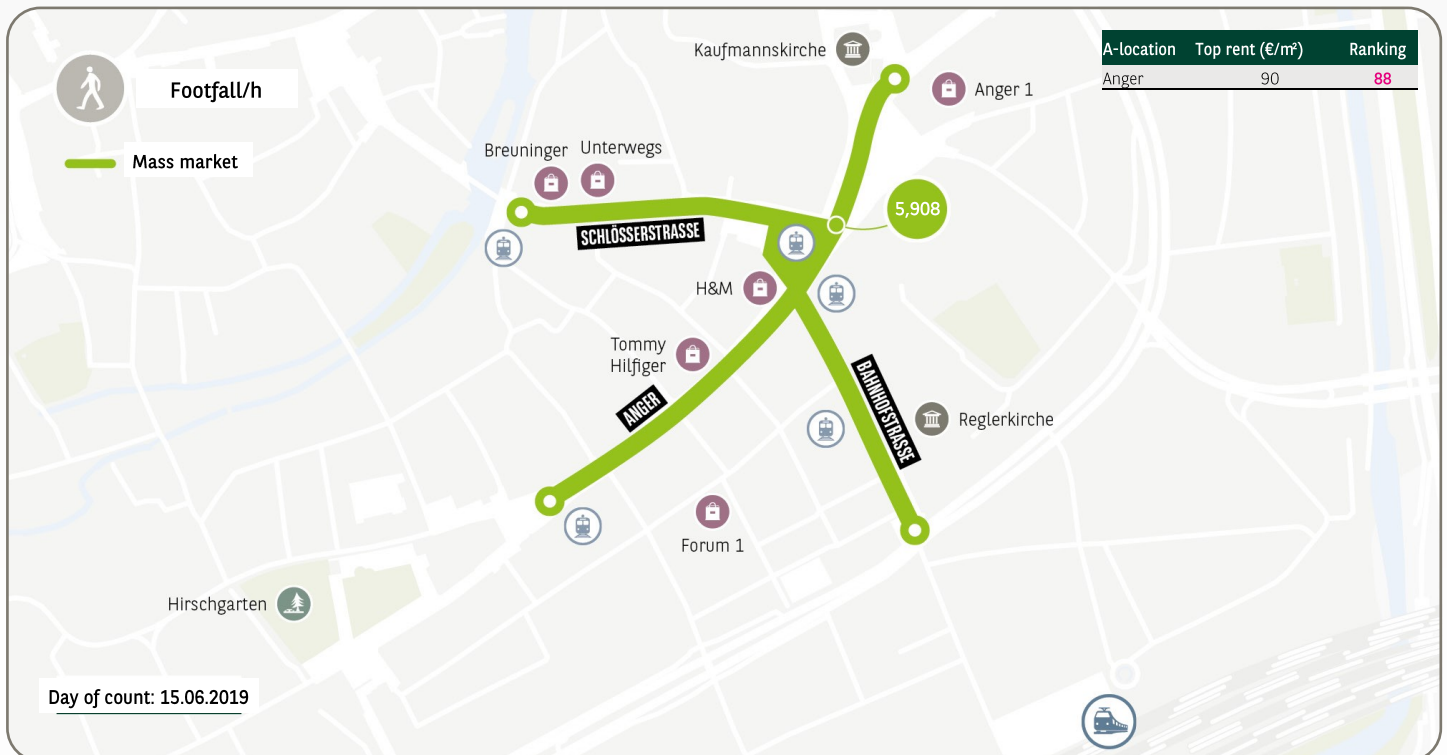 Footfall/h
Mass market
Kaufmannskirche
Anger 1
A-location Top rent (€/m²) Ranking
Anger 90 88
Breuninger
Unterwegs
5,908
SCHLÖSSERSTRASSE
H&M
Tommy
Hilfiger
ANGER
BAHNHOFSTRASSE
Reglerkirche
Forum 1
Hirschgarten
Day of count: 15.06.2019